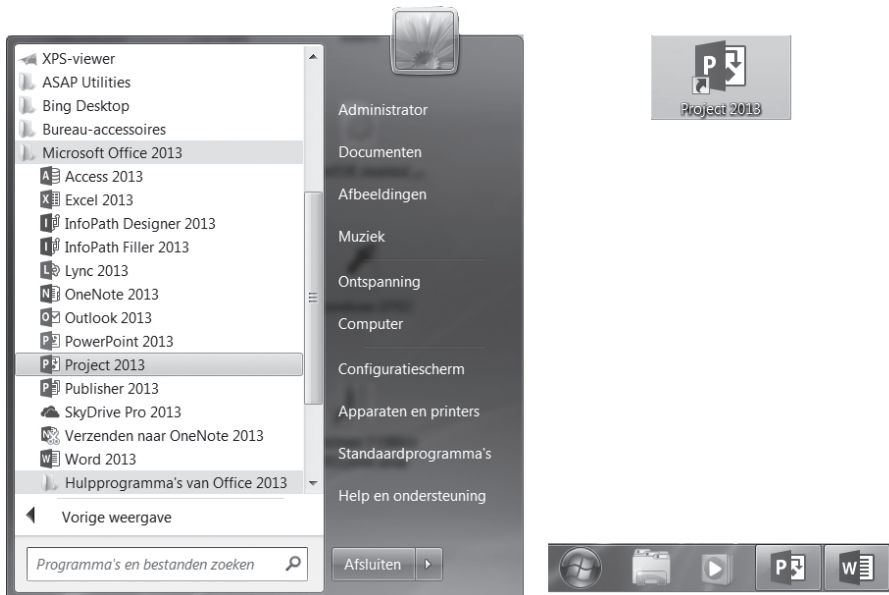 XPS-viewer
ASAP Utilities
Bing Desktop
Bureau-accessoires
Microsoft Office 2013
Access 2013
Excel 2013
InfoPath Designer 2013
InfoPath Filler 2013
Lync 2013
OneNote 2013
Outlook 2013
PowerPoint 2013
Project 2013
Publisher 2013
SkyDrive Pro 2013
Verzenden naar OneNote 2013
Word 2013
Hulpprogramma's van Office 2013
Vorige weergave
Programma's en bestanden zoeken
Administrator
Documenten
Afbeeldingen
Muziek
Ontspanning
Computer
Configuratiescherm
Apparaten en printers
Standaardprogramma's
Help en ondersteuning
Afsluiten
Project 2013